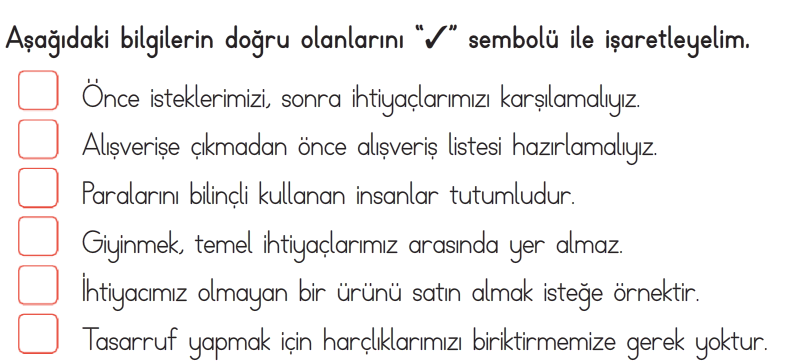 Aşağıdaki bilgilerin doğru olanlarını “✓” sembolü ile işaretleyelim.
Önce isteklerimizi, sonra ihtiyaçlarımızı karşılamalıyız.
Alışverişe çıkmadan önce alışveriş listesi hazırlamalıyız.
Paralarını bilinçli kullanan insanlar tutumludur.
Giyinmek, temel ihtiyaçlarımız arasında yer almaz.
İhtiyacımız olmayan bir ürünü satın almak isteğe örnektir.
Tasarruf yapmak için harçlıklarımızı biriktirmemize gerek yoktur.